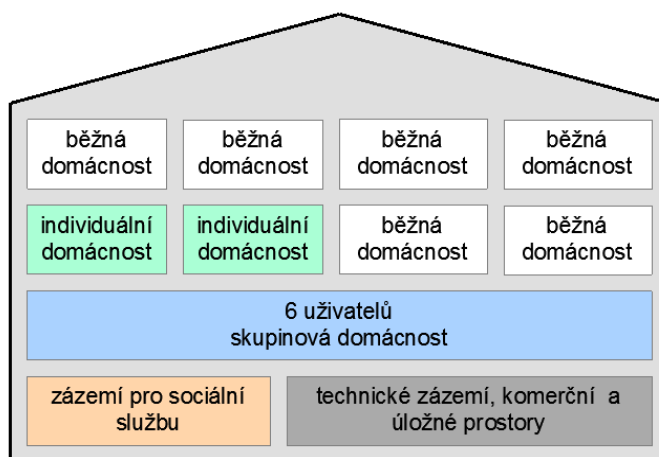 běžná
domácnost
běžná
domácnost
běžná
domácnost
běžná
domácnost
individuální
domácnost
individuální
domácnost
běžná
domácnost
běžná
domácnost
6 uživatelů
skupinová domácnost
zázemí pro sociální
službu
technické zázemí, komerční a
úložné prostory